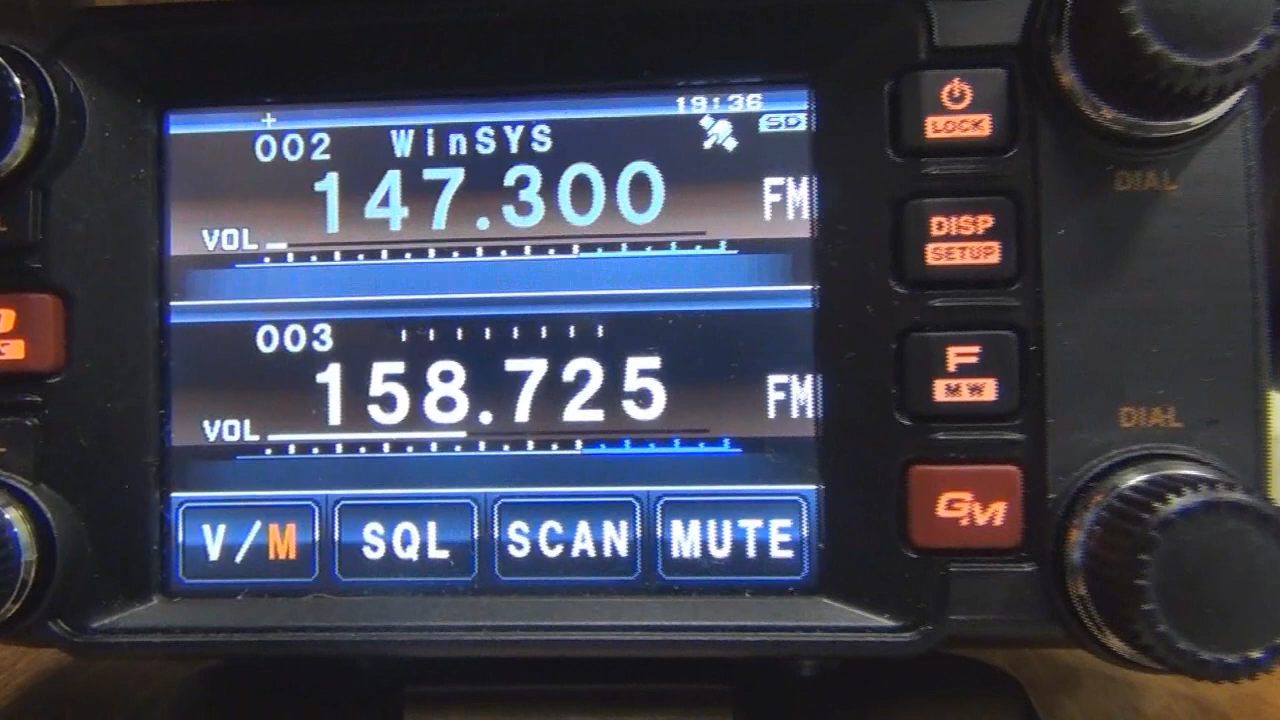 19:36
+
002 WinSYS
SD
147.300
FM
VOL
003
158.725
FM
VOL
V/M SQL SCAN MUTE
LOCK
DISP
SETUP
F
MW
GM
DIAL
DIAL